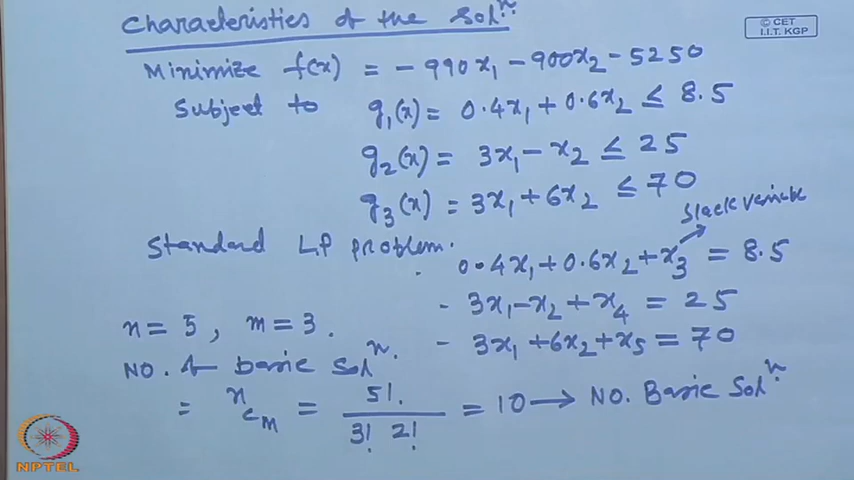 Characteristics of the Solⁿ.
© CET
I.I.T. KGP
Minimize f(x) = - 990x₁ - 900x₂ - 5250
Subject to g₁(x) = 0.4x₁ + 0.6x₂ ≤ 8.5
g₂(x) = 3x₁ - x₂ ≤ 25
g₃(x) = 3x₁ + 6x₂ ≤ 70
Slack variable
Standard LP problem.
0.4x₁ + 0.6x₂ + x₃ = 8.5
- 3x₁ - x₂ + x₄ = 25
n = 5, m = 3.
- 3x₁ + 6x₂ + x₅ = 70
NO. of basic Solⁿ.
= ⁿCₘ = 5!. / 3! 2! = 10 → NO. Basic Solⁿ.
NPTEL